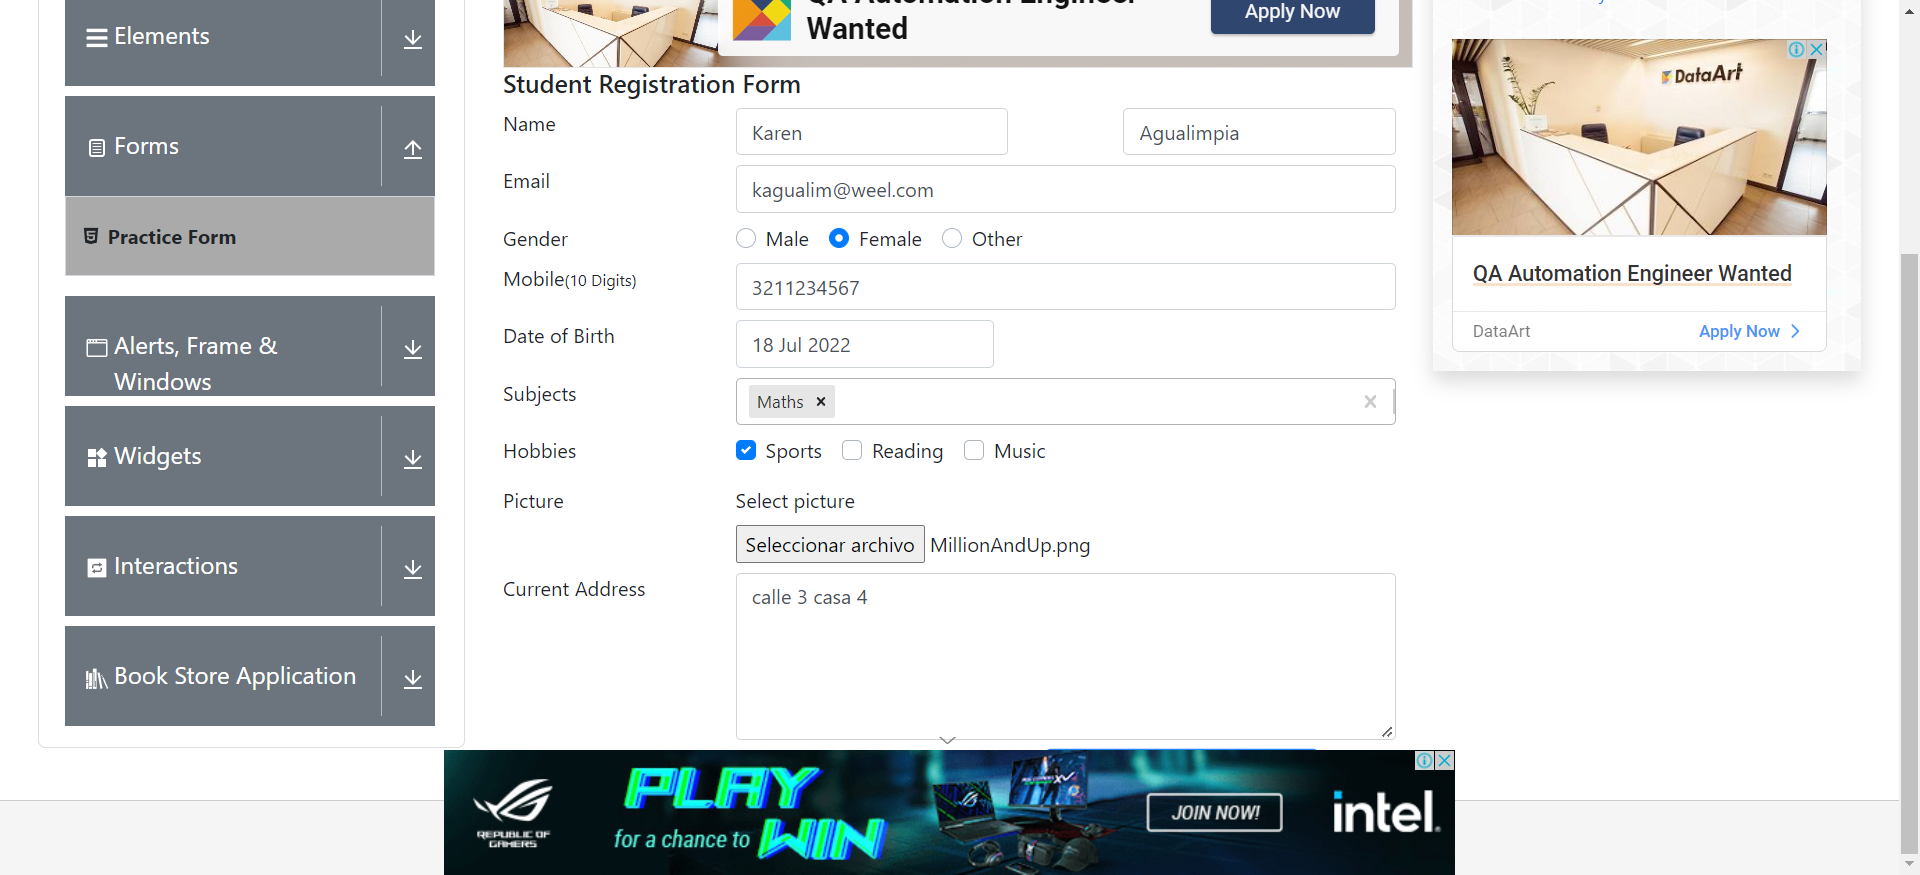 Elements
Forms
Practice Form
Alerts, Frame &
Windows
Widgets
Interactions
Book Store Application
QA Automation Engineer
Wanted
Apply Now
Student Registration Form
Name
Karen
Agualimpia
Email
kagualim@weel.com
Gender
Male
Female
Other
Mobile(10 Digits)
3211234567
Date of Birth
18 Jul 2022
Subjects
Maths
Hobbies
Sports
Reading
Music
Picture
Select picture
Seleccionar archivo MillionAndUp.png
Current Address
calle 3 casa 4
DataArt
QA Automation Engineer Wanted
DataArt
Apply Now
REPUBLIC OF
GAMERS
PLAY
for a chance to WIN
JOIN NOW!
intel.